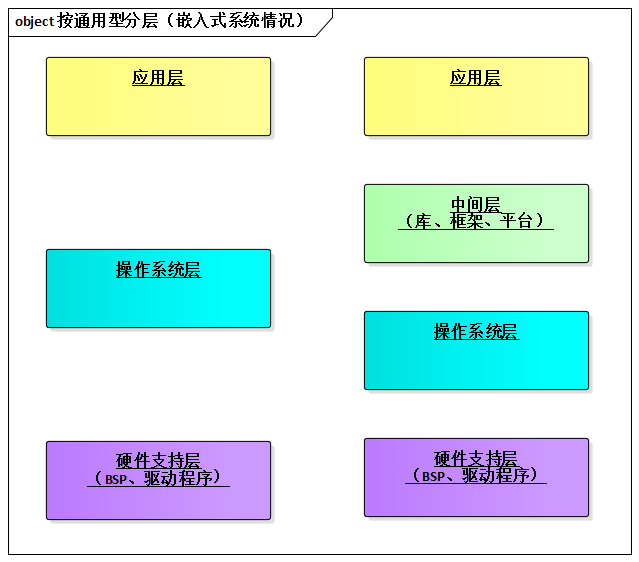 object 按通用型分层（嵌入式系统情况）
应用层
操作系统层
硬件支持层
（BSP、驱动程序）
应用层
中间层
（库、框架、平台）
操作系统层
硬件支持层
（BSP、驱动程序）